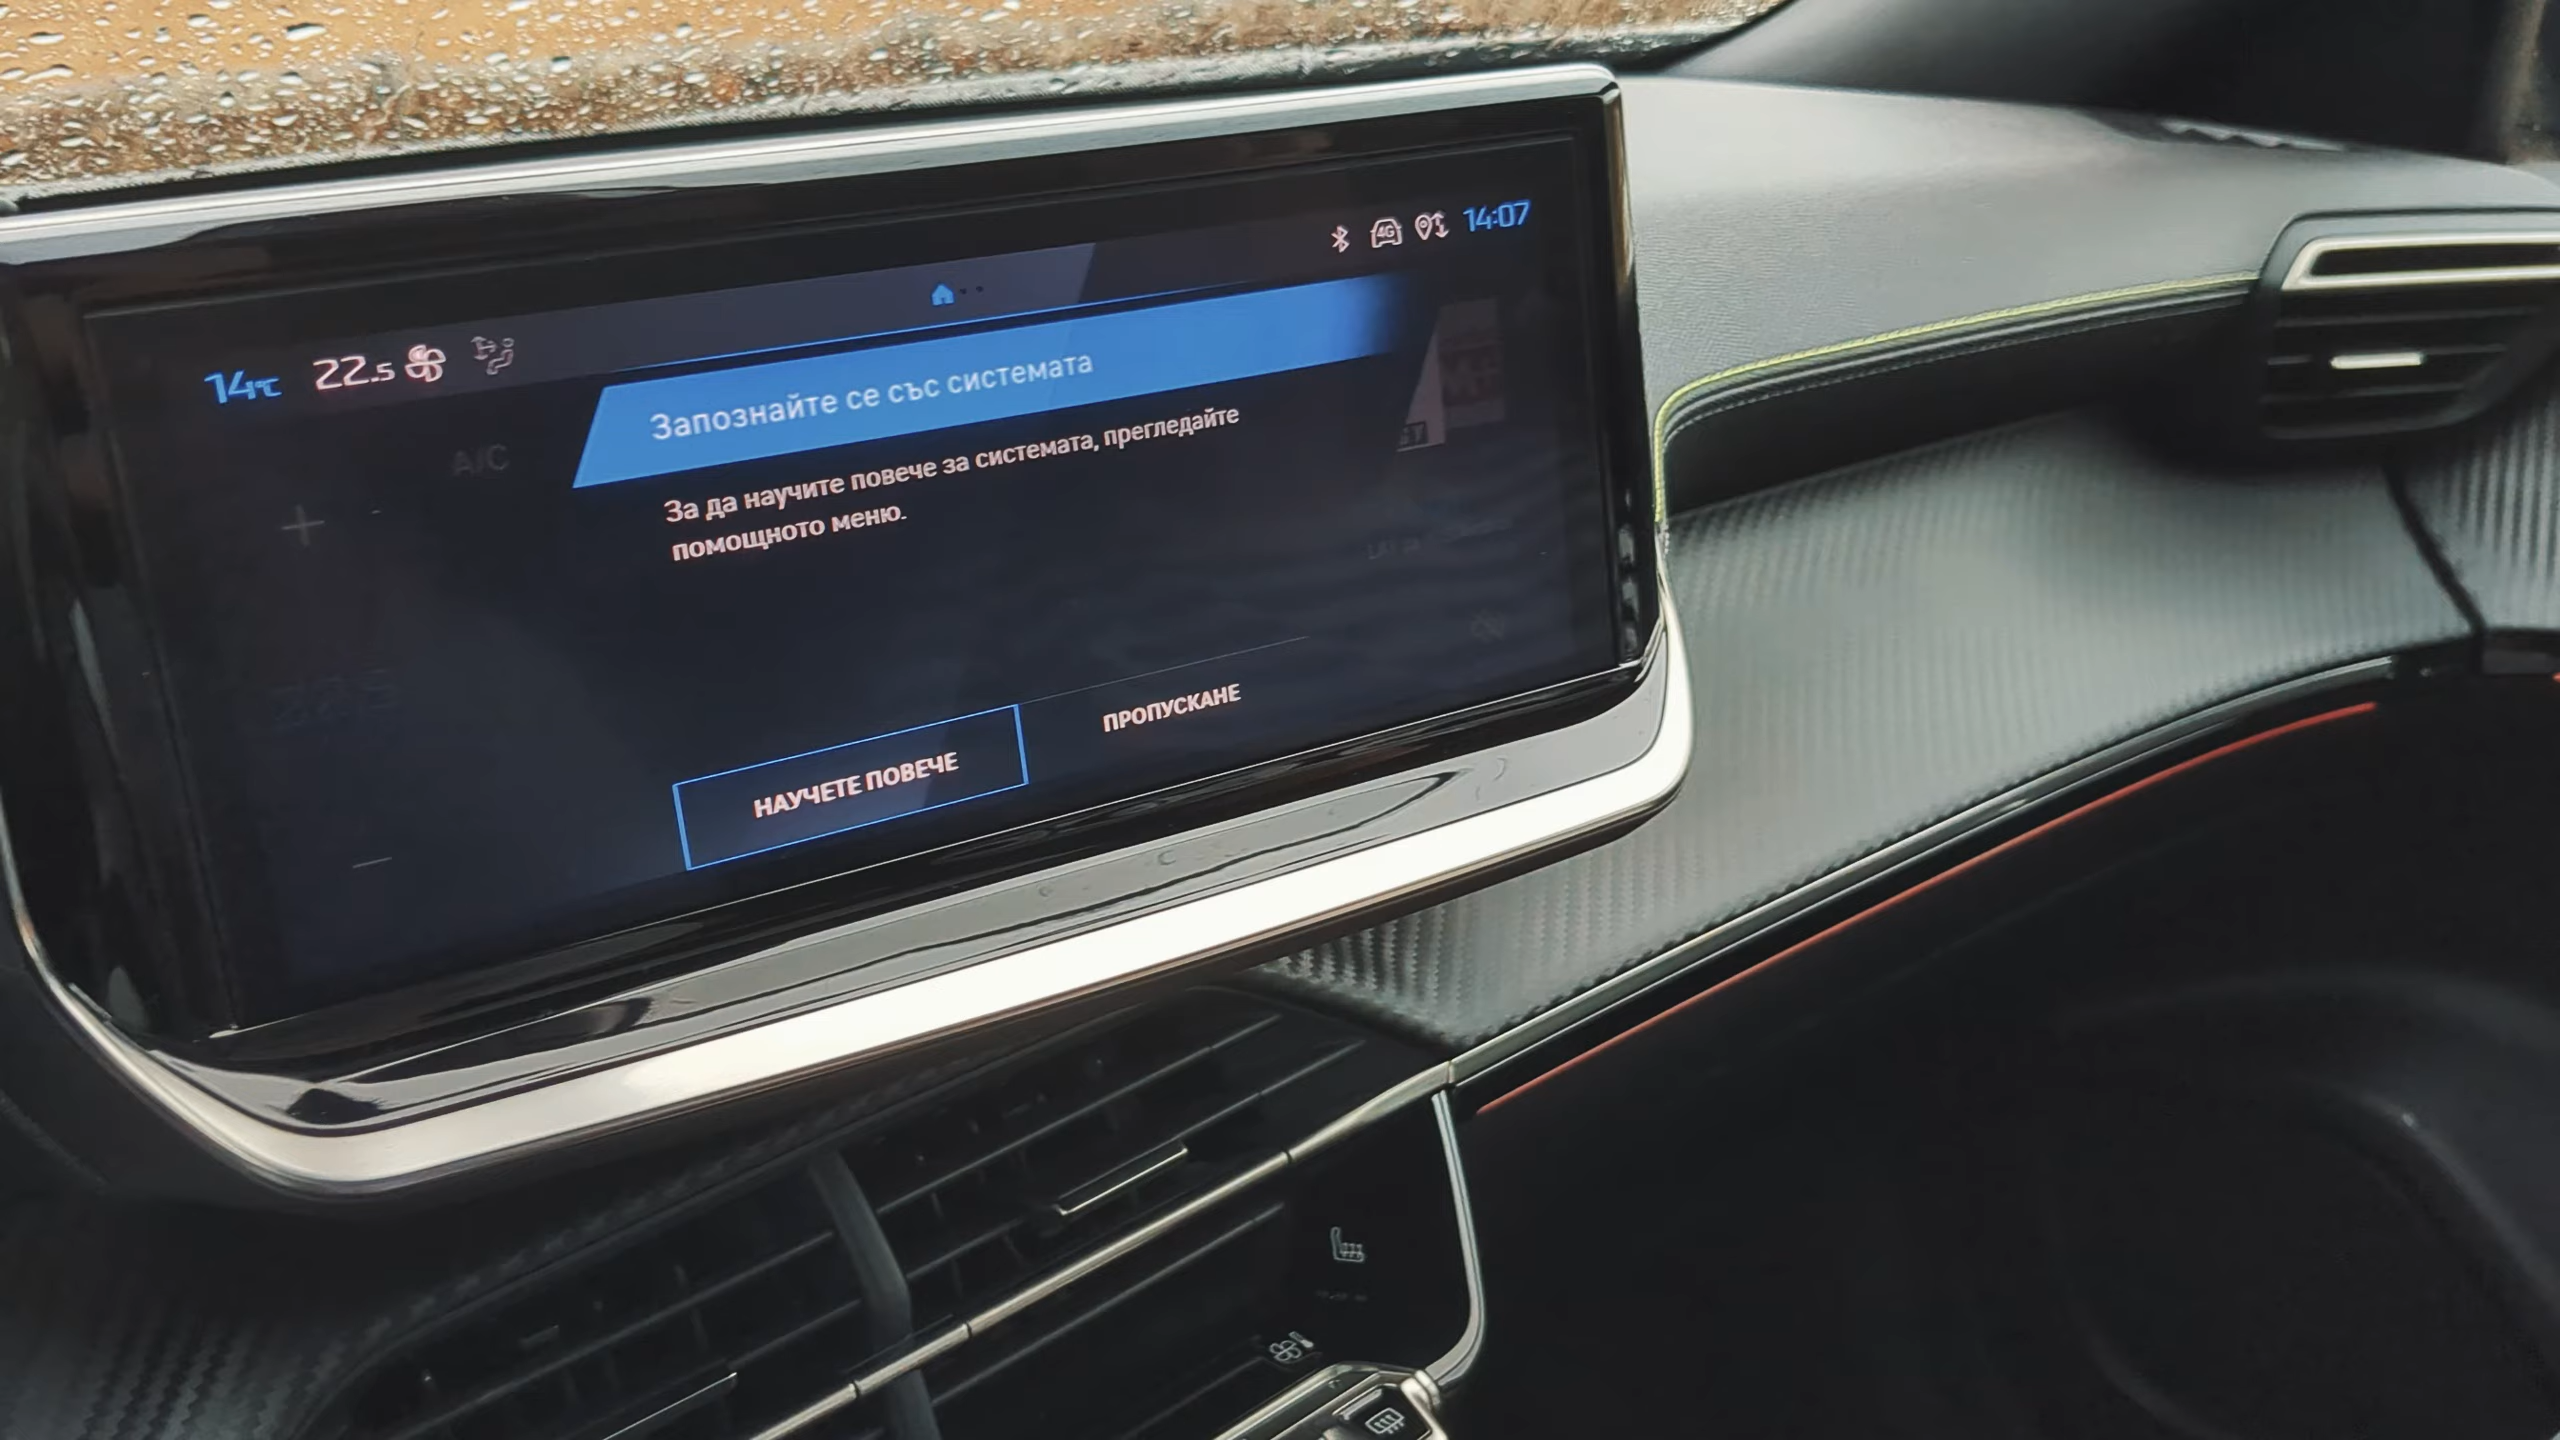 14°C 22.5 4G 14:07
Запознайте се със системата
A/C
За да научите повече за системата, прегледайте
помощното меню.
НАУЧЕТЕ ПОВЕЧЕ ПРОПУСКАНЕ